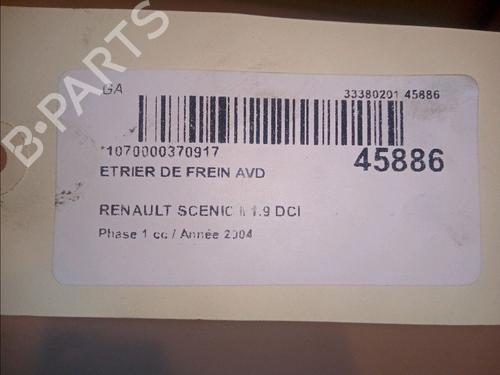 B-PARTS
GA
33380201 45886
*1070000370917
45886
ETRIER DE FREIN AVD
RENAULT SCENIC II 1.9 DCI
Phase 1 cc / Année 2004